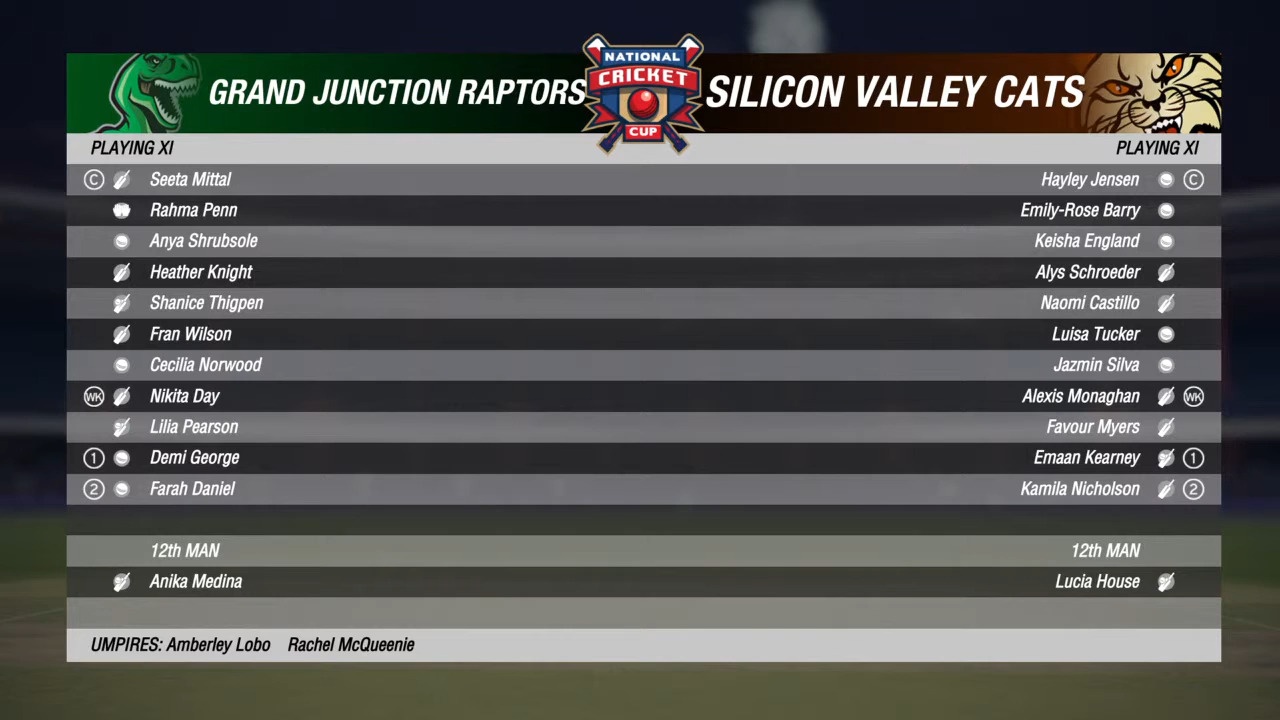 NATIONAL
CRICKET
CUP
GRAND JUNCTION RAPTORS
SILICON VALLEY CATS
PLAYING XI
PLAYING XI
C Seeta Mittal
Hayley Jensen C
Rahma Penn
Emily-Rose Barry
Anya Shrubsole
Keisha England
Heather Knight
Alys Schroeder
Shanice Thigpen
Naomi Castillo
Fran Wilson
Luisa Tucker
Cecilia Norwood
Jazmin Silva
WK Nikita Day
Alexis Monaghan WK
Lilia Pearson
Favour Myers
1 Demi George
Emaan Kearney 1
2 Farah Daniel
Kamila Nicholson 2
12th MAN
12th MAN
Anika Medina
Lucia House
UMPIRES: Amberley Lobo Rachel McQueenie